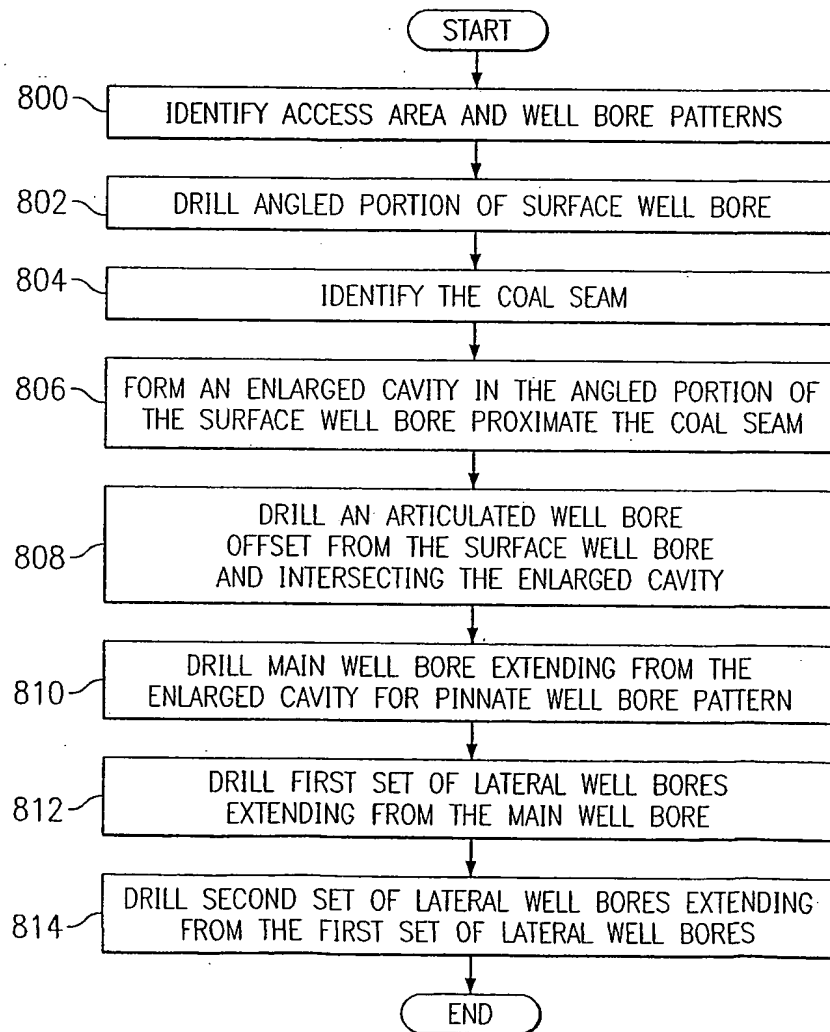 START
800
IDENTIFY ACCESS AREA AND WELL BORE PATTERNS
802
DRILL ANGLED PORTION OF SURFACE WELL BORE
804
IDENTIFY THE COAL SEAM
806
FORM AN ENLARGED CAVITY IN THE ANGLED PORTION OF
THE SURFACE WELL BORE PROXIMATE THE COAL SEAM
808
DRILL AN ARTICULATED WELL BORE
OFFSET FROM THE SURFACE WELL BORE
AND INTERSECTING THE ENLARGED CAVITY
810
DRILL MAIN WELL BORE EXTENDING FROM THE
ENLARGED CAVITY FOR PINNATE WELL BORE PATTERN
812
DRILL FIRST SET OF LATERAL WELL BORES
EXTENDING FROM THE MAIN WELL BORE
814
DRILL SECOND SET OF LATERAL WELL BORES EXTENDING
FROM THE FIRST SET OF LATERAL WELL BORES
END